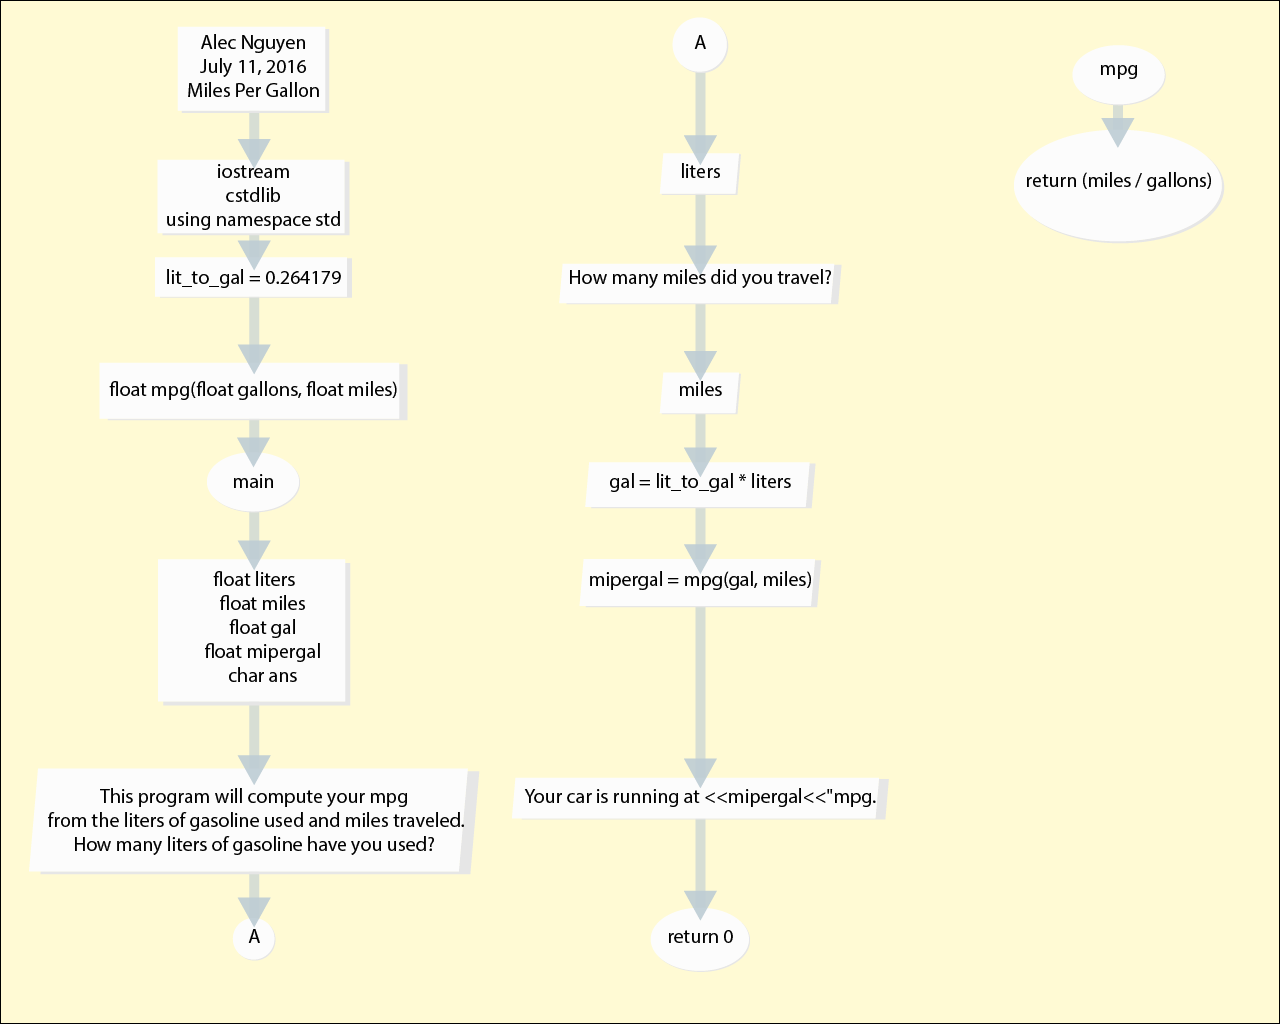 Alec Nguyen
July 11, 2016
Miles Per Gallon
iostream
cstdlib
using namespace std
lit_to_gal = 0.264179
float mpg(float gallons, float miles)
main
float liters
float miles
float gal
float mipergal
char ans
This program will compute your mpg
from the liters of gasoline used and miles traveled.
How many liters of gasoline have you used?
A
A
liters
How many miles did you travel?
miles
gal = lit_to_gal * liters
mipergal = mpg(gal, miles)
Your car is running at <<mipergal<<"mpg.
return 0
mpg
return (miles / gallons)